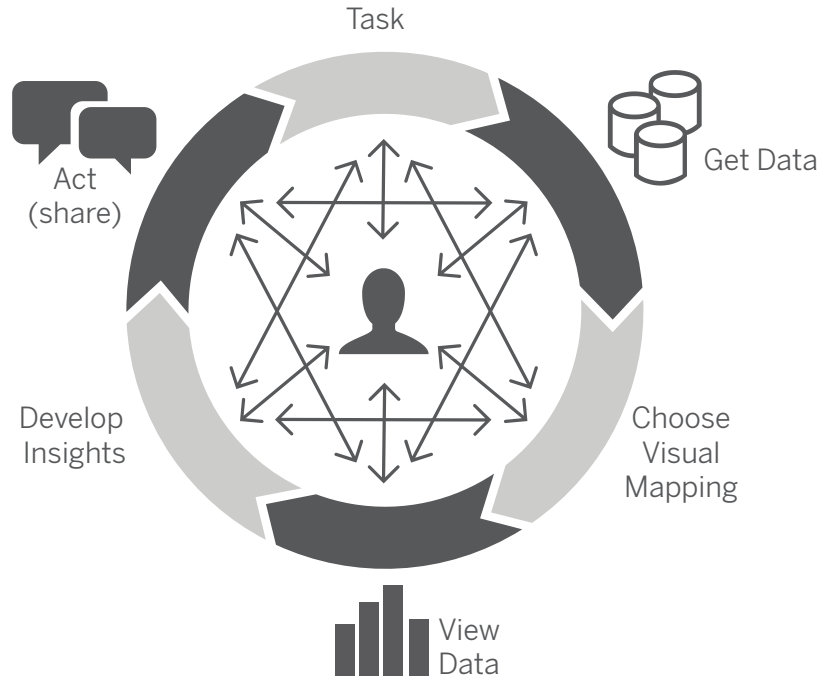 Task
Get Data
Choose
Visual
Mapping
View
Data
Develop
Insights
Act
(share)